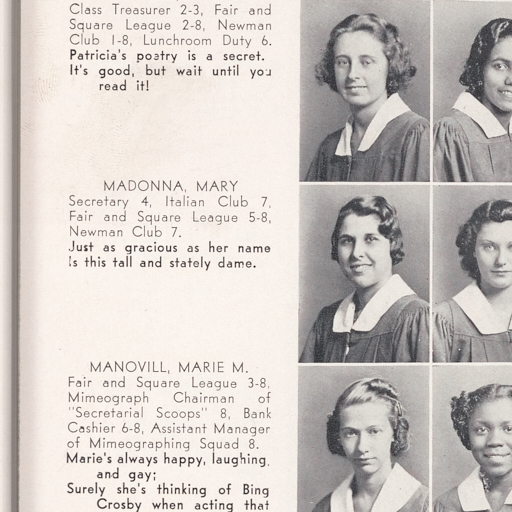 Class Treasurer 2-3, Fair and
Square League 2-8, Newman
Club 1-8, Lunchroom Duty 6.
Patricia's poetry is a secret.
It's good, but wait until you
read it!
MADONNA, MARY
Secretary 4, Italian Club 7,
Fair and Square League 5-8,
Newman Club 7.
Just as gracious as her name
Is this tall and stately dame.
MANOVILL, MARIE M.
Fair and Square League 3-8,
Mimeograph Chairman of
"Secretarial Scoops" 8, Bank
Cashier 6-8, Assistant Manager
of Mimeographing Squad 8.
Marie's always happy, laughing,
and gay;
Surely she's thinking of Bing
Crosby when acting that